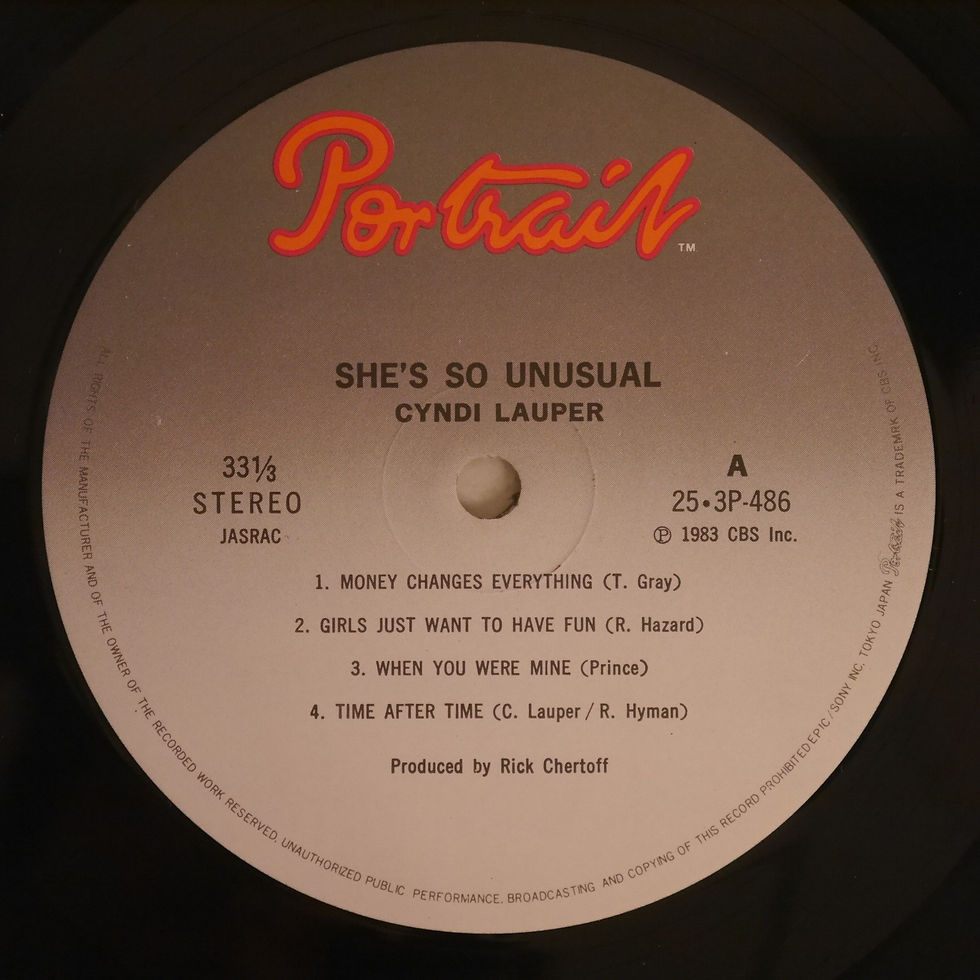 Portrait
TM
SHE'S SO UNUSUAL
CYNDI LAUPER
33⅓
STEREO
JASRAC
A
25•3P-486
Ⓟ 1983 CBS Inc.
1. MONEY CHANGES EVERYTHING (T. Gray)
2. GIRLS JUST WANT TO HAVE FUN (R. Hazard)
3. WHEN YOU WERE MINE (Prince)
4. TIME AFTER TIME (C. Lauper / R. Hyman)
Produced by Rick Chertoff
ALL RIGHTS OF THE MANUFACTURER AND OF THE OWNER OF THE RECORDED WORK RESERVED. UNAUTHORIZED PUBLIC PERFORMANCE, BROADCASTING AND COPYING OF THIS RECORD PROHIBITED EPIC/SONY INC. TOKYO JAPAN Portrait IS A TRADEMRK OF CBS INC.